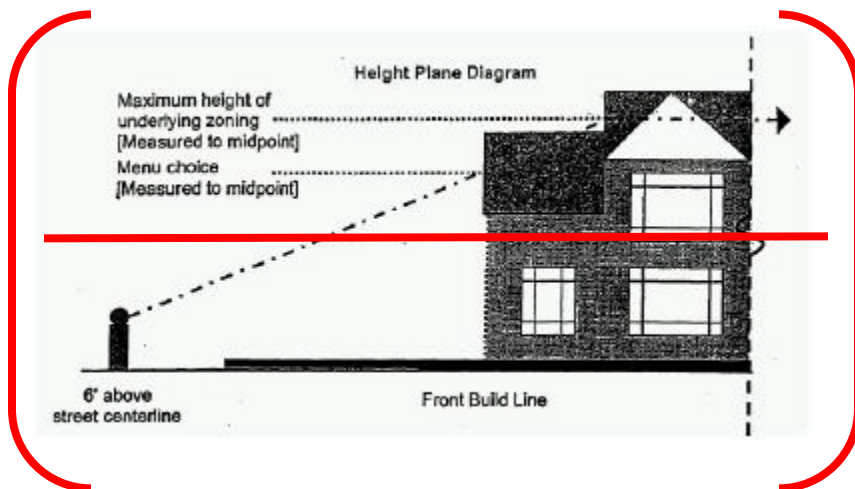 Height Plane Diagram
Maximum height of
underlying zoning
[Measured to midpoint]
Menu choice
[Measured to midpoint]
6' above
street centerline
Front Build Line